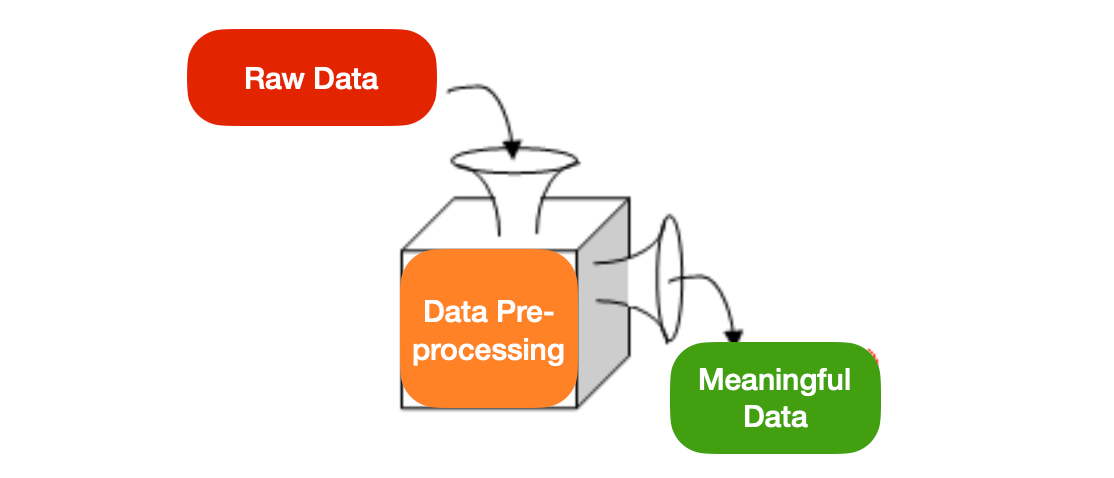 Raw Data
Data Pre-
processing
Meaningful
Data